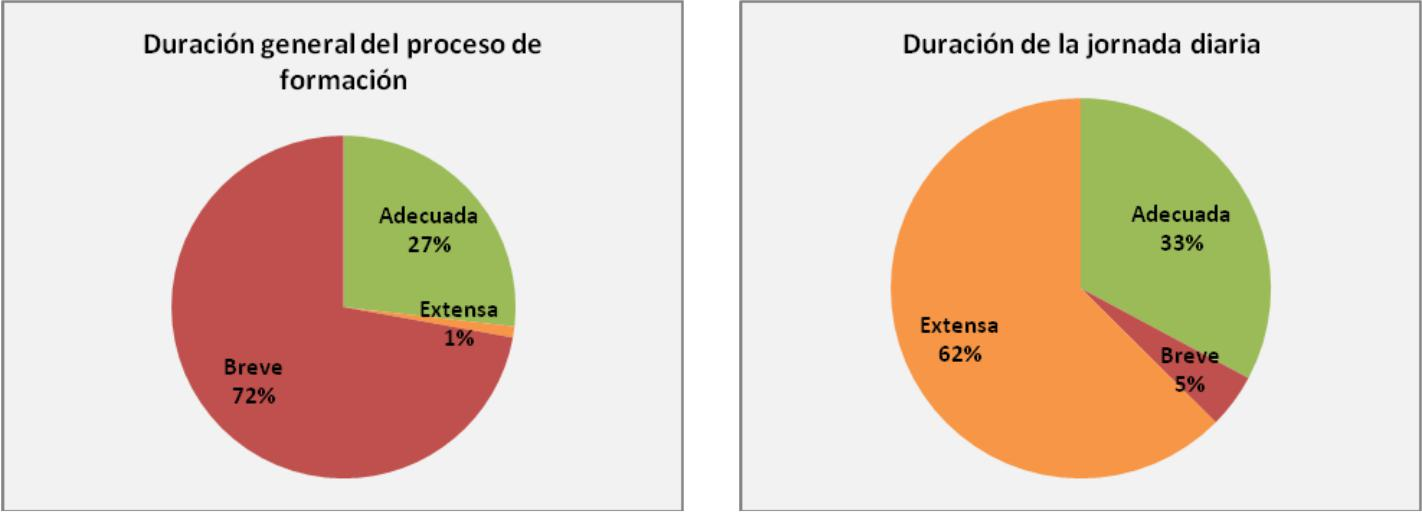 Duración general del proceso de
formación
Adecuada
27%
Extensa
1%
Breve
72%
Duración de la jornada diaria
Adecuada
33%
Breve
5%
Extensa
62%